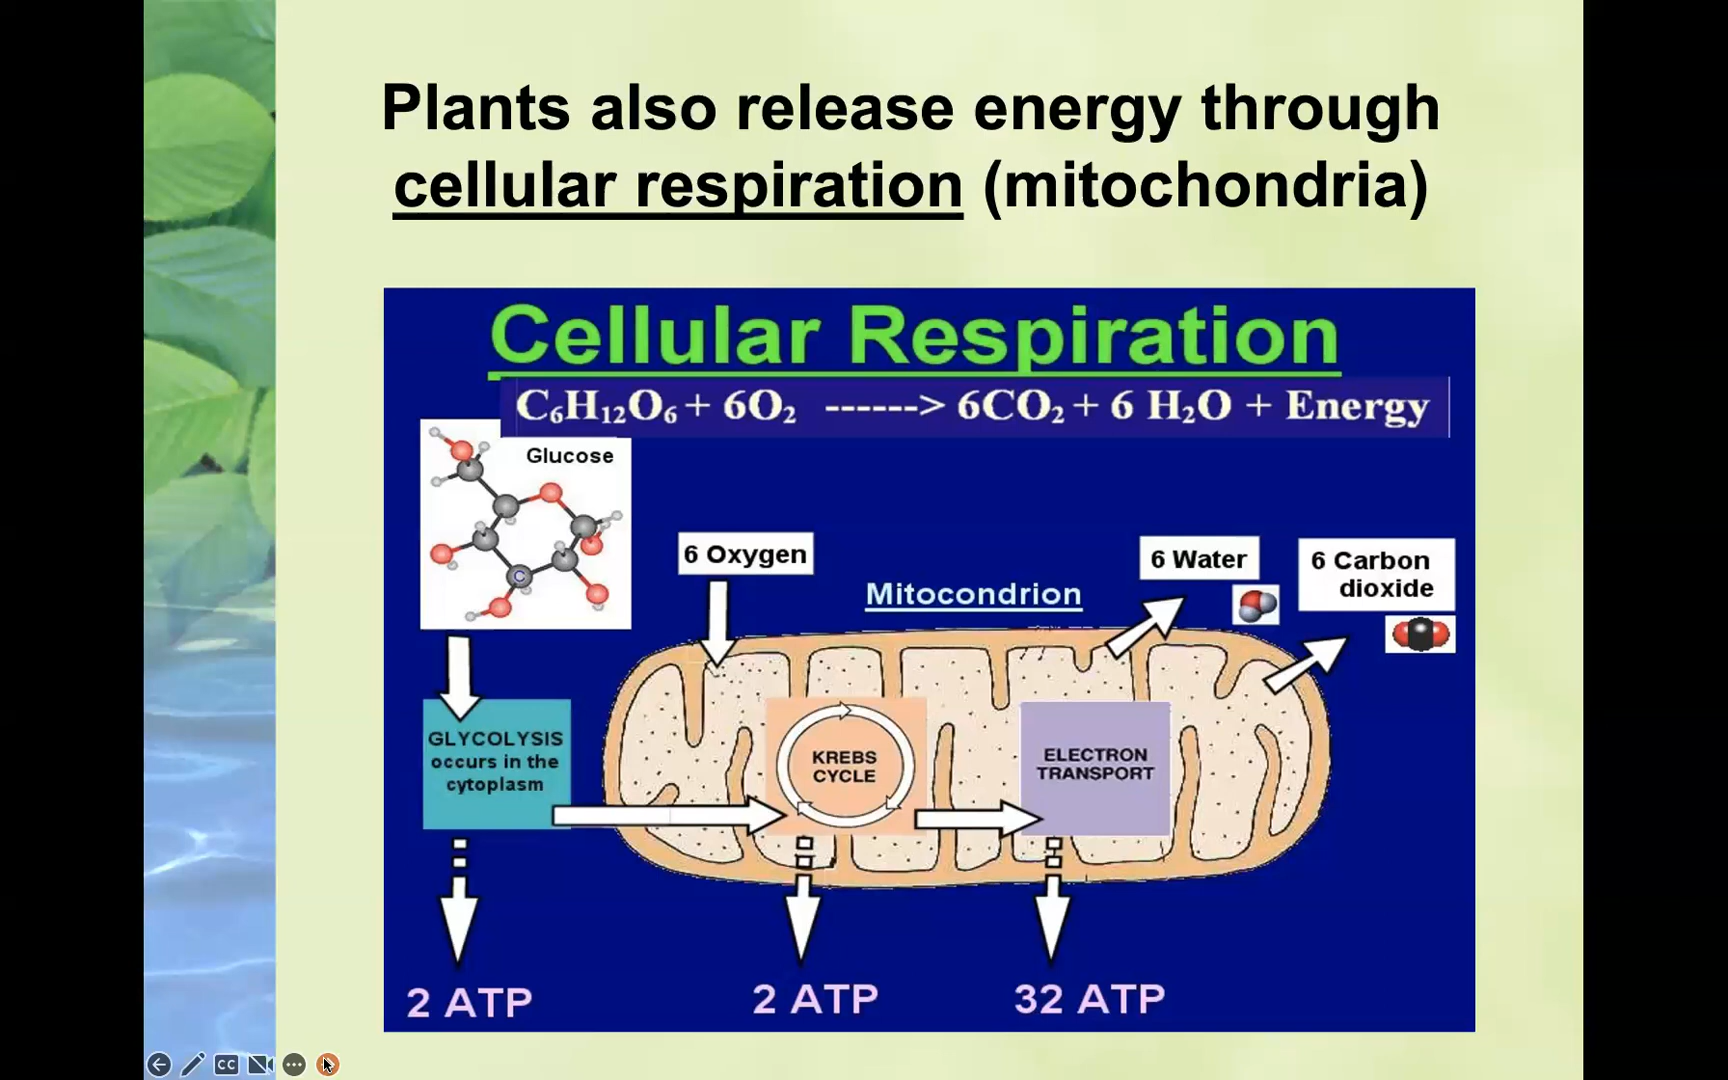 Plants also release energy through
cellular respiration (mitochondria)
Cellular Respiration
C₆H₁₂O₆ + 6O₂ ------> 6CO₂ + 6 H₂O + Energy
Glucose
C
6 Oxygen
Mitocondrion
6 Water
6 Carbon
dioxide
GLYCOLYSIS
occurs in the
cytoplasm
KREBS
CYCLE
ELECTRON
TRANSPORT
2 ATP
2 ATP
32 ATP
CC